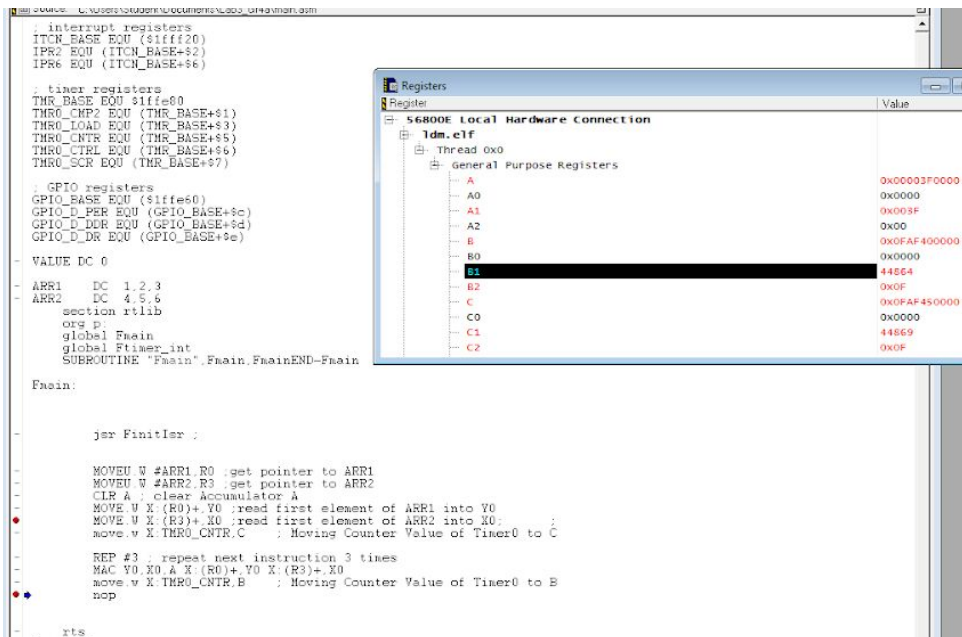 Source: C:\Users\Student\Documents\Lab3_Gr4a\main.asm
; interrupt registers
ITCN_BASE EQU ($1fff20)
IPR2 EQU (ITCN_BASE+$2)
IPR6 EQU (ITCN_BASE+$6)
; timer registers
TMR_BASE EQU $1ffe80
TMR0_CMP2 EQU (TMR_BASE+$1)
TMR0_LOAD EQU (TMR_BASE+$3)
TMR0_CNTR EQU (TMR_BASE+$5)
TMR0_CTRL EQU (TMR_BASE+$6)
TMR0_SCR EQU (TMR_BASE+$7)
; GPIO registers
GPIO_BASE EQU ($1ffe60)
GPIO_D_PER EQU (GPIO_BASE+$c)
GPIO_D_DDR EQU (GPIO_BASE+$d)
GPIO_D_DR EQU (GPIO_BASE+$e)
VALUE DC 0
ARR1 DC 1,2,3
ARR2 DC 4,5,6
section rtlib
org p:
global Fmain
global Ftimer_int
SUBROUTINE "Fmain",Fmain,FmainEND-Fmain
Fmain:
jsr FinitIsr ;
MOVEU.W #ARR1,R0 ;get pointer to ARR1
MOVEU.W #ARR2,R3 ;get pointer to ARR2
CLR A ; clear Accumulator A
MOVE.W X:(R0)+,Y0 ;read first element of ARR1 into Y0
MOVE.W X:(R3)+,X0 ;read first element of ARR2 into X0; ;
move.w X:TMR0_CNTR,C ; Moving Counter Value of Timer0 to C
REP #3 ; repeat next instruction 3 times
MAC Y0,X0,A X:(R0)+,Y0 X:(R3)+,X0
move.w X:TMR0_CNTR,B ; Moving Counter Value of Timer0 to B
nop
rts
Registers
Register Value
56800E Local Hardware Connection
ldm.elf
Thread 0x0
General Purpose Registers
A 0x00003F0000
A0 0x0000
A1 0x003F
A2 0x00
B 0x0FAF400000
B0 0x0000
B1 44864
B2 0x0F
C 0x0FAF450000
C0 0x0000
C1 44869
C2 0x0F